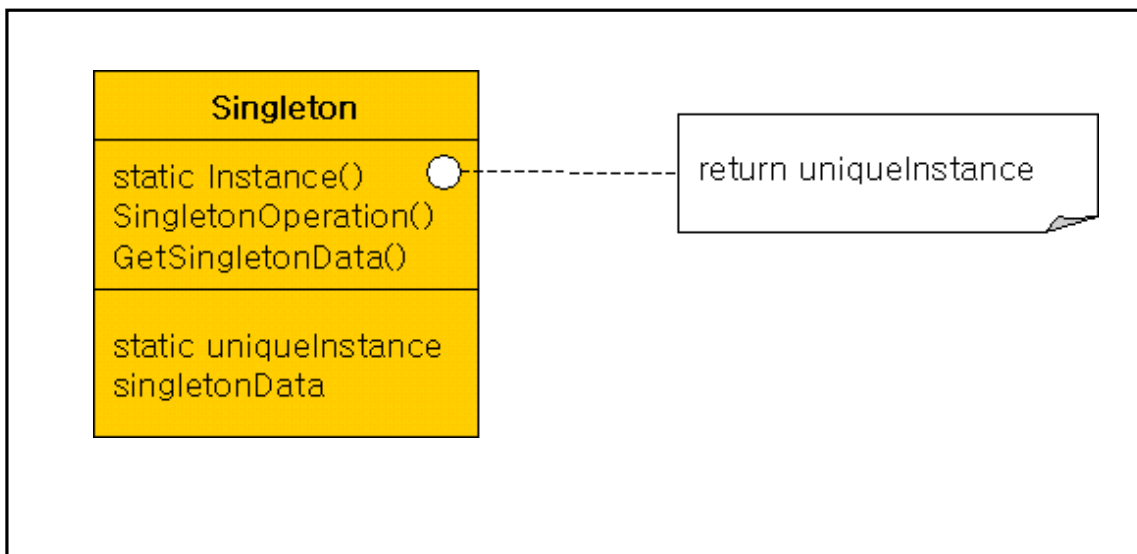 Singleton
static Instance()
SingletonOperation()
GetSingletonData()
static uniqueInstance
singletonData
return uniqueInstance